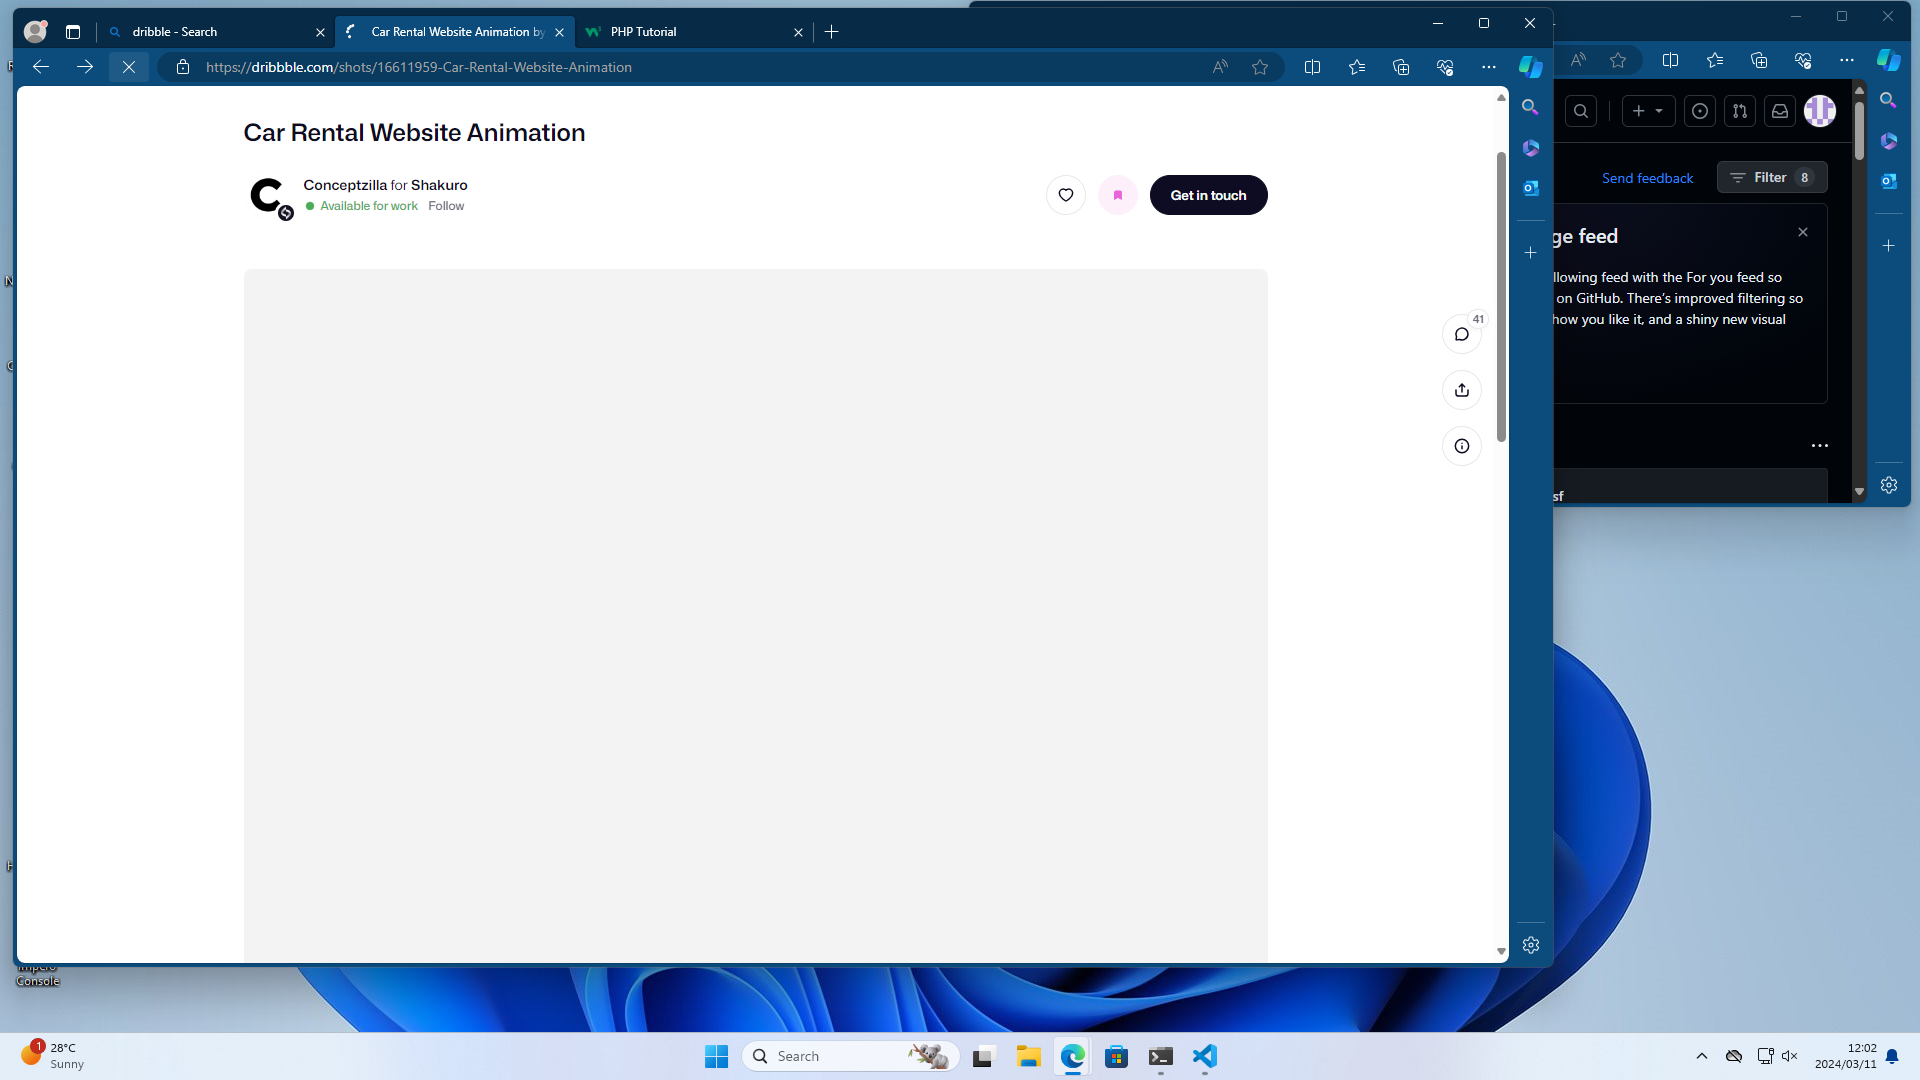 dribble - Search
Car Rental Website Animation by
PHP Tutorial
https://dribbble.com/shots/16611959-Car-Rental-Website-Animation
Car Rental Website Animation
Conceptzilla for Shakuro
Available for work Follow
Get in touch
41
Send feedback
Filter 8
ge feed
llowing feed with the For you feed so
on GitHub. There's improved filtering so
how you like it, and a shiny new visual
sf
Console
1
28°C
Sunny
Search
12:02
2024/03/11